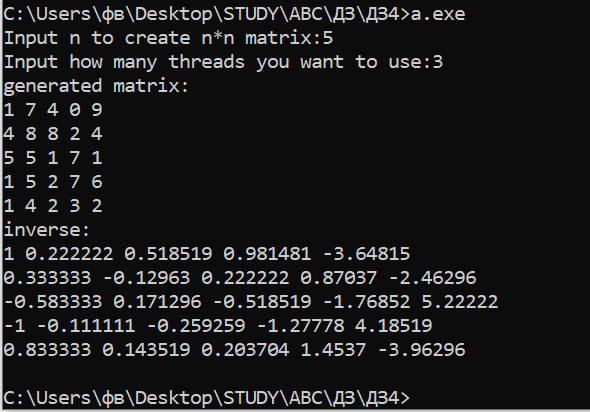 C:\Users\фв\Desktop\STUDY\ABC\ДЗ\ДЗ4>a.exe
Input n to create n*n matrix:5
Input how many threads you want to use:3
generated matrix:
1 7 4 0 9
4 8 8 2 4
5 5 1 7 1
1 5 2 7 6
1 4 2 3 2
inverse:
1 0.222222 0.518519 0.981481 -3.64815
0.333333 -0.12963 0.222222 0.87037 -2.46296
-0.583333 0.171296 -0.518519 -1.76852 5.22222
-1 -0.111111 -0.259259 -1.27778 4.18519
0.833333 0.143519 0.203704 1.4537 -3.96296
C:\Users\фв\Desktop\STUDY\ABC\ДЗ\ДЗ4>